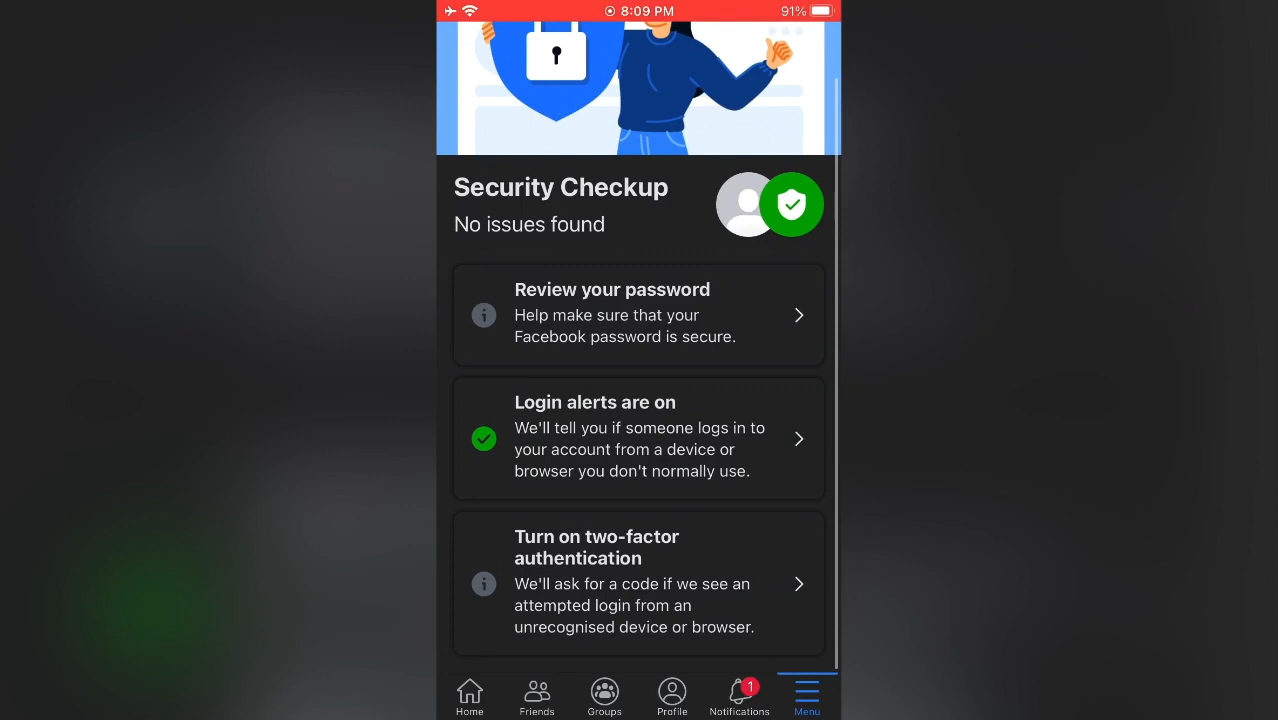 8:09 PM
91%
Security Checkup
No issues found
Review your password
Help make sure that your
Facebook password is secure.
Login alerts are on
We'll tell you if someone logs in to
your account from a device or
browser you don't normally use.
Turn on two-factor
authentication
We'll ask for a code if we see an
attempted login from an
unrecognised device or browser.
1
Home Friends Groups Profile Notifications Menu